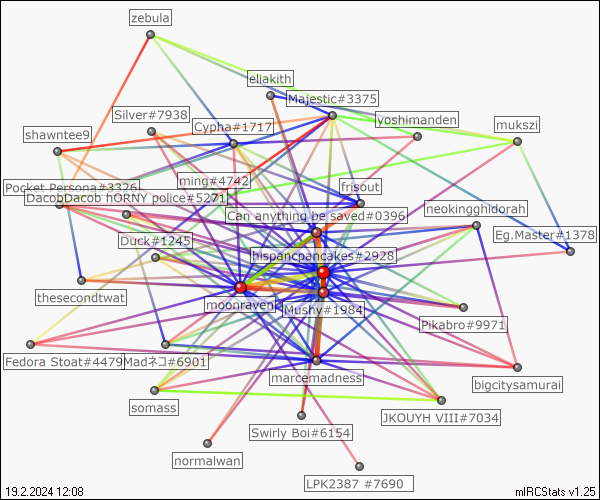 zebula
eliakith
Majestic#3375
Silver#7938
yoshimanden
mukszi
Cypha#1717
shawntee9
ming#4742
frisout
Pocket Persona#3326
DacobDacob hORNY police#5271
neokingghidorah
Can anything be saved#0396
Eg.Master#1378
Duck#1245
hispancpancakes#2928
thesecondtwat
moonraven
Mushy#1984
Pikabro#9971
Fedora Stoat#4479
Madネコ#6901
marcemadness
bigcitysamurai
somass
JKOUYH VIII#7034
Swirly Boi#6154
normalwan
LPK2387 #7690
19.2.2024 12:08
mIRCStats v1.25